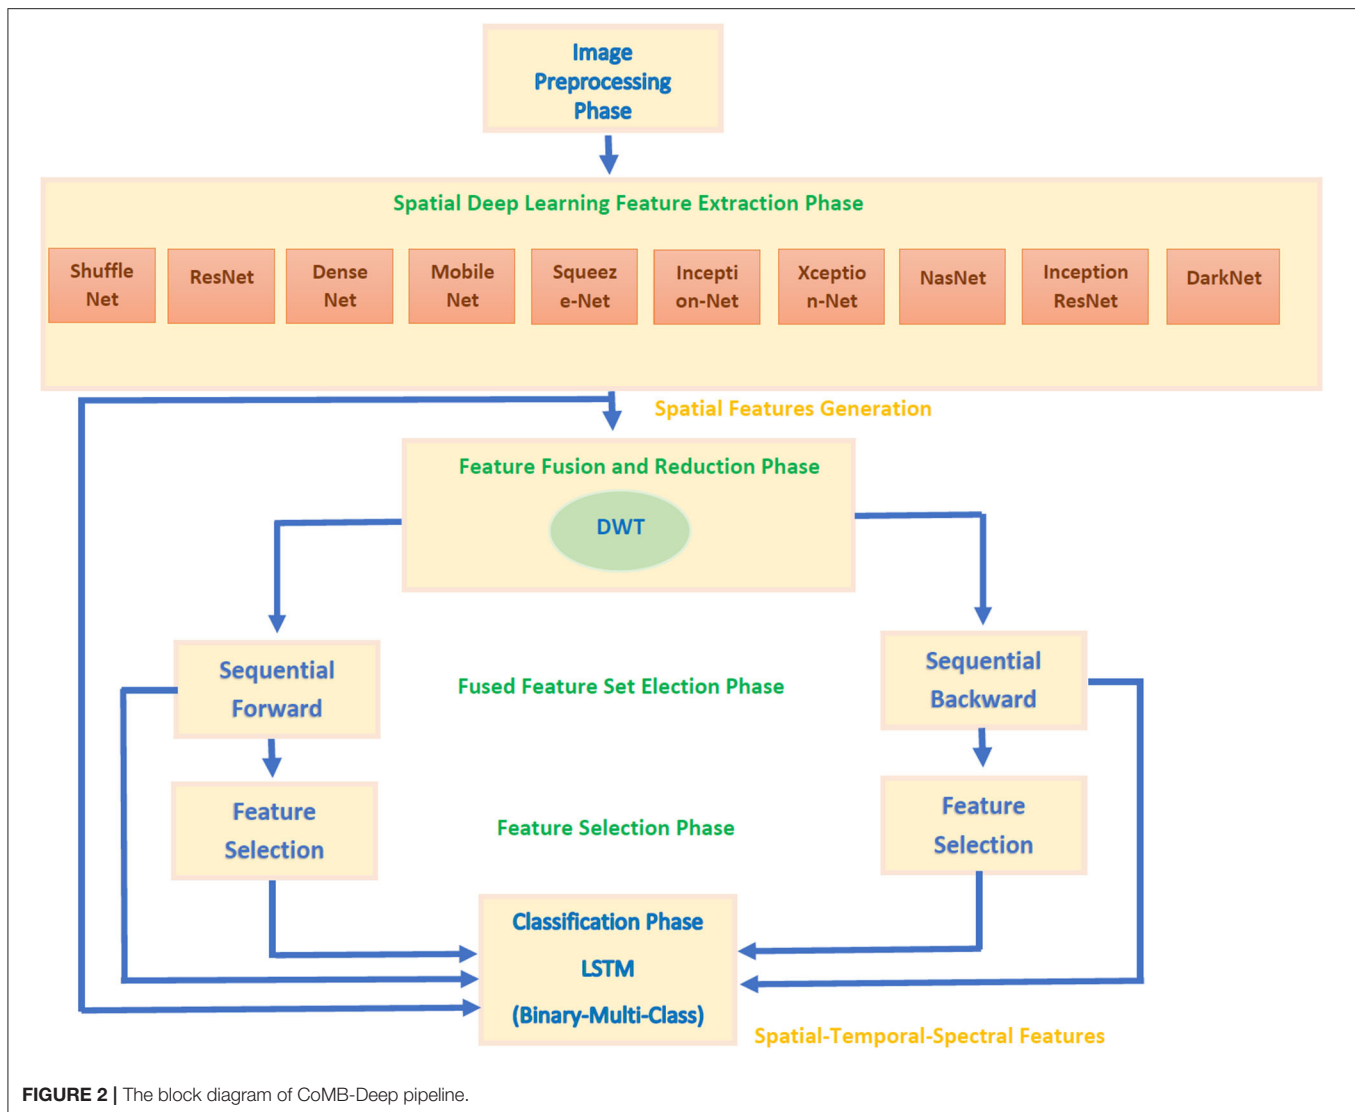 Image
Preprocessing
Phase
Spatial Deep Learning Feature Extraction Phase
Shuffle
Net
ResNet
Dense
Net
Mobile
Net
Squeez
e-Net
Incepti
on-Net
Xceptio
n-Net
NasNet
Inception
ResNet
DarkNet
Spatial Features Generation
Feature Fusion and Reduction Phase
DWT
Sequential
Forward
Fused Feature Set Election Phase
Sequential
Backward
Feature
Selection
Feature Selection Phase
Feature
Selection
Classification Phase
LSTM
(Binary-Multi-Class)
Spatial-Temporal-Spectral Features
FIGURE 2 | The block diagram of CoMB-Deep pipeline.